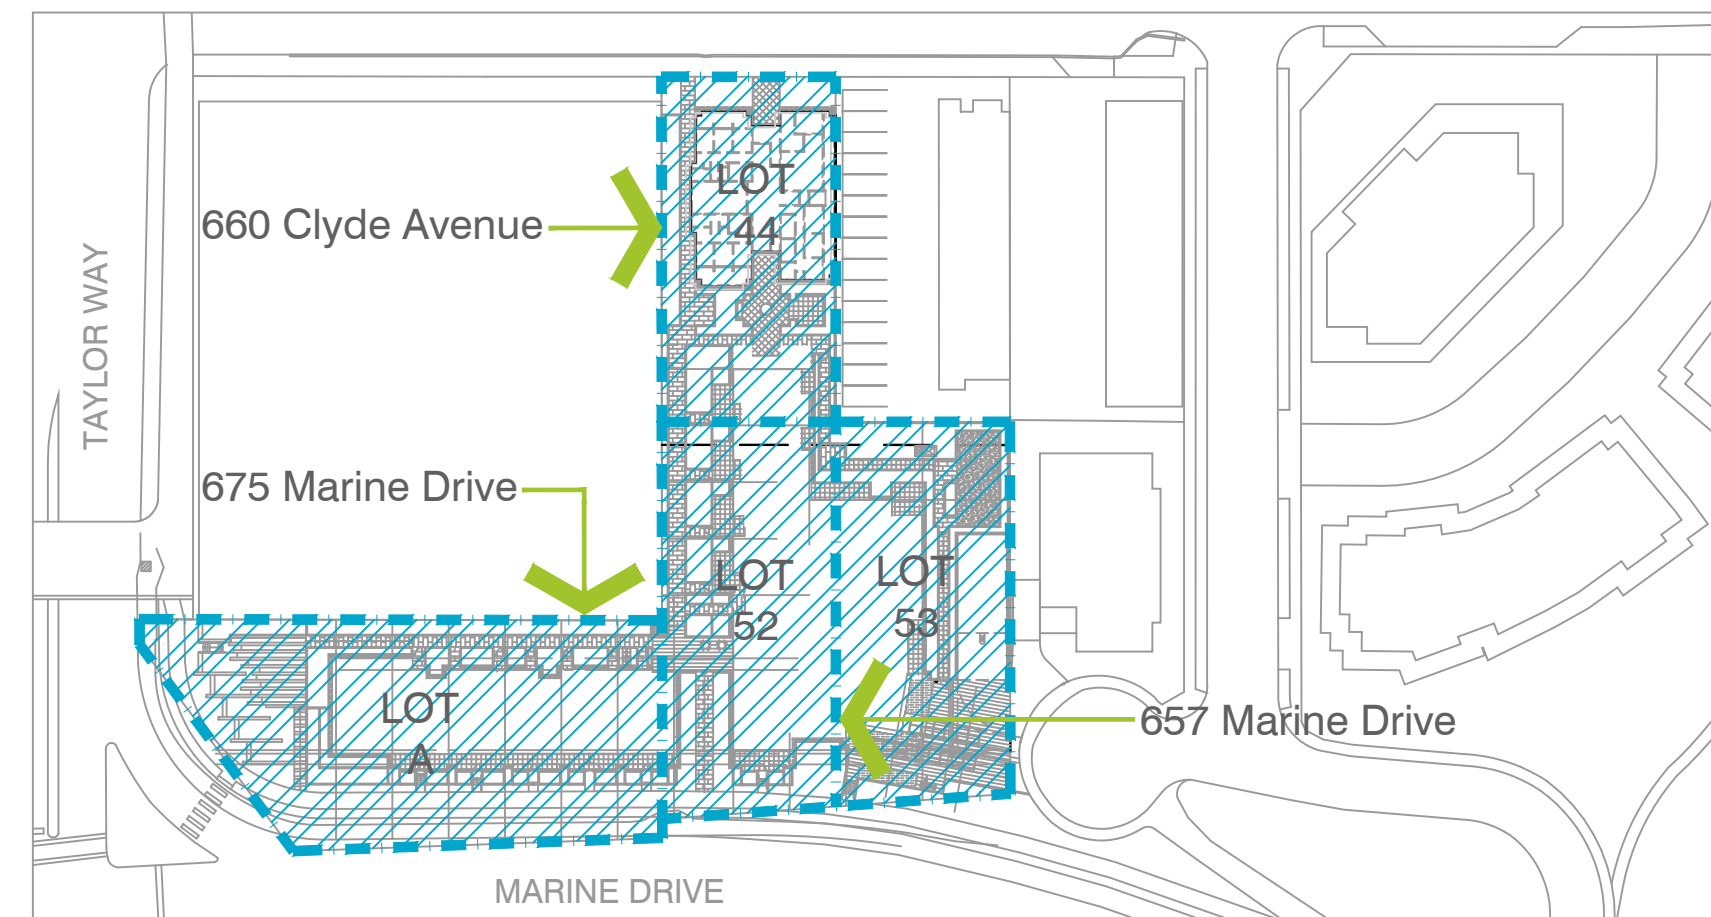 LOT
44
660 Clyde Avenue
TAYLOR WAY
675 Marine Drive
LOT
52
LOT
53
LOT
A
657 Marine Drive
MARINE DRIVE